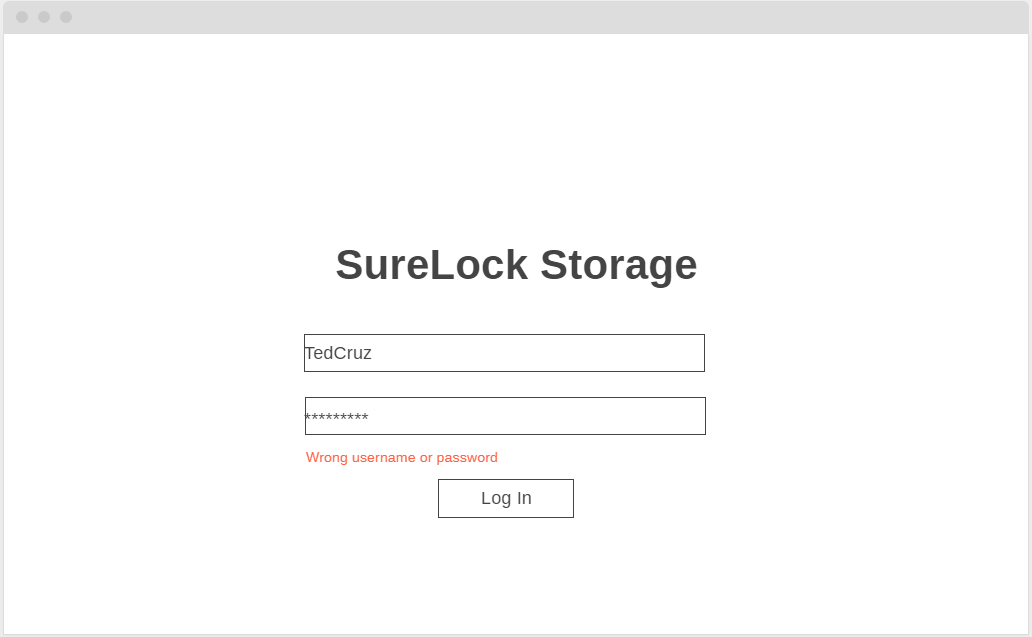 SureLock Storage
TedCruz
*********
Wrong username or password
Log In